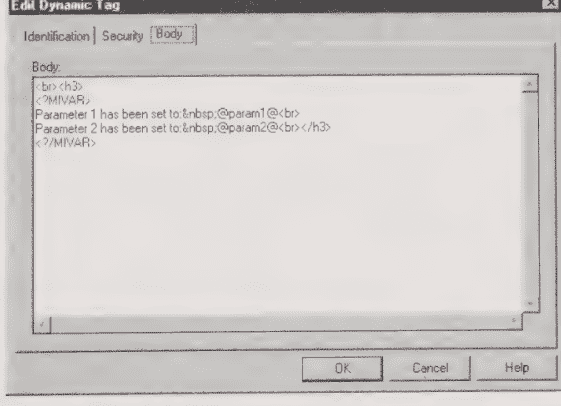 Edit Dynamic Tag
Identification Security Body
Body:
<br><h3>
<?MIVAR>
Parameter 1 has been set to:&nbsp;@param1@<br>
Parameter 2 has been set to:&nbsp;@param2@<br></h3>
<?/MIVAR>
OK Cancel Help